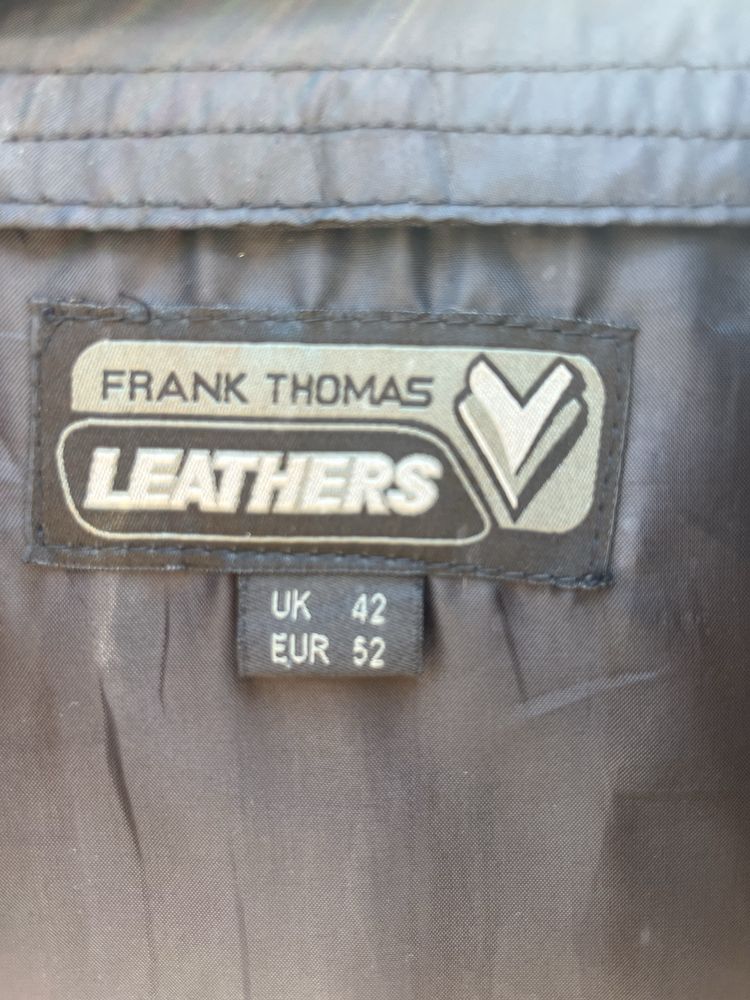 FRANK THOMAS
LEATHERS
UK 42
EUR 52